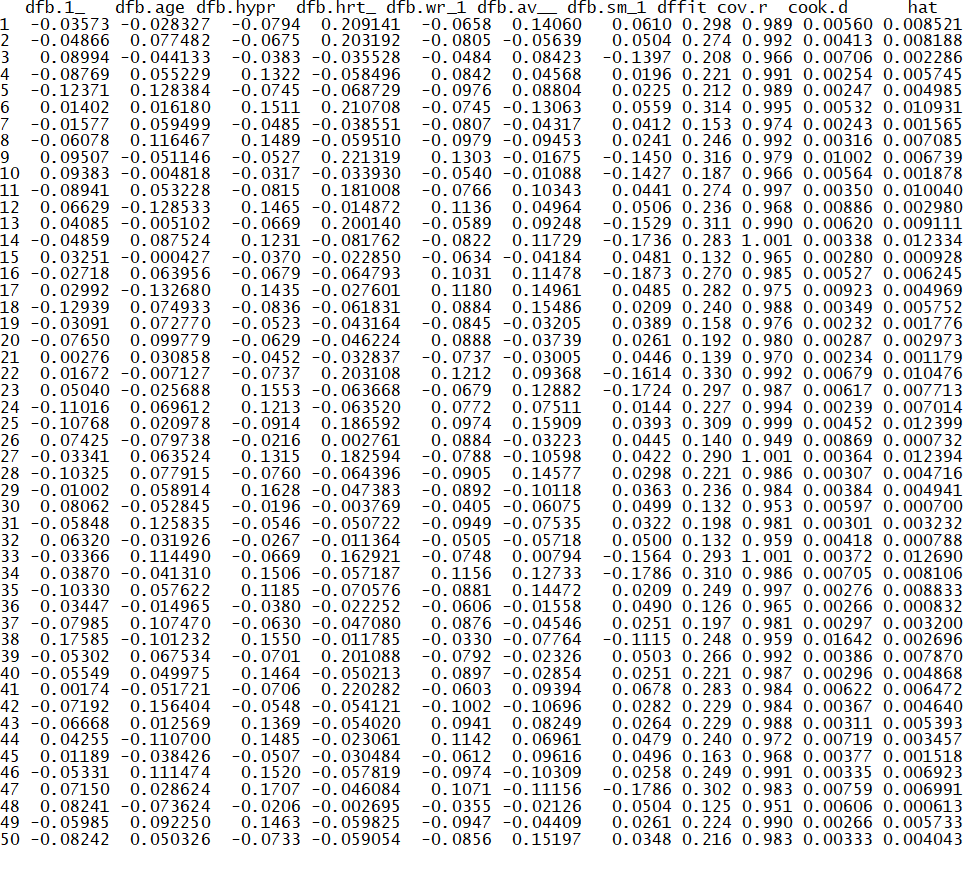 dfb.1_ dfb.age dfb.hypr dfb.hrt_ dfb.wr_1 dfb.av__ dfb.sm_1 dffit cov.r cook.d hat
1 -0.03573 -0.028327 -0.0794 0.209141 -0.0658 0.14060 0.0610 0.298 0.989 0.00560 0.008521
2 -0.04866 0.077482 -0.0675 0.203192 -0.0805 -0.05639 0.0504 0.274 0.992 0.00413 0.008188
3 0.08994 -0.044133 -0.0383 -0.035528 -0.0484 0.08423 -0.1397 0.208 0.966 0.00706 0.002286
4 -0.08769 0.055229 0.1322 -0.058496 0.0842 0.04568 0.0196 0.221 0.991 0.00254 0.005745
5 -0.12371 0.128384 -0.0745 -0.068729 -0.0976 0.08804 0.0225 0.212 0.989 0.00247 0.004985
6 0.01402 0.016180 0.1511 0.210708 -0.0745 -0.13063 0.0559 0.314 0.995 0.00532 0.010931
7 -0.01577 0.059499 -0.0485 -0.038551 -0.0807 -0.04317 0.0412 0.153 0.974 0.00243 0.001565
8 -0.06078 0.116467 0.1489 -0.059510 -0.0979 -0.09453 0.0241 0.246 0.992 0.00316 0.007085
9 0.09507 -0.051146 -0.0527 0.221319 0.1303 -0.01675 -0.1450 0.316 0.979 0.01002 0.006739
10 0.09383 -0.004818 -0.0317 -0.033930 -0.0540 -0.01088 -0.1427 0.187 0.966 0.00564 0.001878
11 -0.08941 0.053228 -0.0815 0.181008 -0.0766 0.10343 0.0441 0.274 0.997 0.00350 0.010040
12 0.06629 -0.128533 0.1465 -0.014872 0.1136 0.04964 0.0506 0.236 0.968 0.00886 0.002980
13 0.04085 -0.005102 -0.0669 0.200140 -0.0589 0.09248 -0.1529 0.311 0.990 0.00620 0.009111
14 -0.04859 0.087524 0.1231 -0.081762 -0.0822 0.11729 -0.1736 0.283 1.001 0.00338 0.012334
15 0.03251 -0.000427 -0.0370 -0.022850 -0.0634 -0.04184 0.0481 0.132 0.965 0.00280 0.000928
16 -0.02718 0.063956 -0.0679 -0.064793 0.1031 0.11478 -0.1873 0.270 0.985 0.00527 0.006245
17 0.02992 -0.132680 0.1435 -0.027601 0.1180 0.14961 0.0485 0.282 0.975 0.00923 0.004969
18 -0.12939 0.074933 -0.0836 -0.061831 0.0884 0.15486 0.0209 0.240 0.988 0.00349 0.005752
19 -0.03091 0.072770 -0.0523 -0.043164 -0.0845 -0.03205 0.0389 0.158 0.976 0.00232 0.001776
20 -0.07650 0.099779 -0.0629 -0.046224 0.0888 -0.03739 0.0261 0.192 0.980 0.00287 0.002973
21 0.00276 0.030858 -0.0452 -0.032837 -0.0737 -0.03005 0.0446 0.139 0.970 0.00234 0.001179
22 0.01672 -0.007127 -0.0737 0.203108 0.1212 0.09368 -0.1614 0.330 0.992 0.00679 0.010476
23 0.05040 -0.025688 0.1553 -0.063668 -0.0679 0.12882 -0.1724 0.297 0.987 0.00617 0.007713
24 -0.11016 0.069612 0.1213 -0.063520 0.0772 0.07511 0.0144 0.227 0.994 0.00239 0.007014
25 -0.10768 0.020978 -0.0914 0.186592 0.0974 0.15909 0.0393 0.309 0.999 0.00452 0.012399
26 0.07425 -0.079738 -0.0216 0.002761 0.0884 -0.03223 0.0445 0.140 0.949 0.00869 0.000732
27 -0.03341 0.063524 0.1315 0.182594 -0.0788 -0.10598 0.0422 0.290 1.001 0.00364 0.012394
28 -0.10325 0.077915 -0.0760 -0.064396 -0.0905 0.14577 0.0298 0.221 0.986 0.00307 0.004716
29 -0.01002 0.058914 0.1628 -0.047383 -0.0892 -0.10118 0.0363 0.236 0.984 0.00384 0.004941
30 0.08062 -0.052845 -0.0196 -0.003769 -0.0405 -0.06075 0.0499 0.132 0.953 0.00597 0.000700
31 -0.05848 0.125835 -0.0546 -0.050722 -0.0949 -0.07535 0.0322 0.198 0.981 0.00301 0.003232
32 0.06320 -0.031926 -0.0267 -0.011364 -0.0505 -0.05718 0.0500 0.132 0.959 0.00418 0.000788
33 -0.03366 0.114490 -0.0669 0.162921 -0.0748 0.00794 -0.1564 0.293 1.001 0.00372 0.012690
34 0.03870 -0.041310 0.1506 -0.057187 0.1156 0.12733 -0.1786 0.310 0.986 0.00705 0.008106
35 -0.10330 0.057622 0.1185 -0.070576 -0.0881 0.14472 0.0209 0.249 0.997 0.00276 0.008833
36 0.03447 -0.014965 -0.0380 -0.022252 -0.0606 -0.01558 0.0490 0.126 0.965 0.00266 0.000832
37 -0.07985 0.107470 -0.0630 -0.047080 0.0876 -0.04546 0.0251 0.197 0.981 0.00297 0.003200
38 0.17585 -0.101232 0.1550 -0.011785 -0.0330 -0.07764 -0.1115 0.248 0.959 0.01642 0.002696
39 -0.05302 0.067534 -0.0701 0.201088 -0.0792 -0.02326 0.0503 0.266 0.992 0.00386 0.007870
40 -0.05549 0.049975 0.1464 -0.050213 0.0897 -0.02854 0.0251 0.221 0.987 0.00296 0.004868
41 0.00174 -0.051721 -0.0706 0.220282 -0.0603 0.09394 0.0678 0.283 0.984 0.00622 0.006472
42 -0.07192 0.156404 -0.0548 -0.054121 -0.1002 -0.10696 0.0282 0.229 0.984 0.00367 0.004640
43 -0.06668 0.012569 0.1369 -0.054020 0.0941 0.08249 0.0264 0.229 0.988 0.00311 0.005393
44 0.04255 -0.110700 0.1485 -0.023061 0.1142 0.06961 0.0479 0.240 0.972 0.00719 0.003457
45 0.01189 -0.038426 -0.0507 -0.030484 -0.0612 0.09616 0.0496 0.163 0.968 0.00377 0.001518
46 -0.05331 0.111474 0.1520 -0.057819 -0.0974 -0.10309 0.0258 0.249 0.991 0.00335 0.006923
47 0.07150 0.028624 0.1707 -0.046084 0.1071 -0.11156 -0.1786 0.302 0.983 0.00759 0.006991
48 0.08241 -0.073624 -0.0206 -0.002695 -0.0355 -0.02126 0.0504 0.125 0.951 0.00606 0.000613
49 -0.05985 0.092250 0.1463 -0.059825 -0.0947 -0.04409 0.0261 0.224 0.990 0.00266 0.005733
50 -0.08242 0.050326 -0.0733 -0.059054 -0.0856 0.15197 0.0348 0.216 0.983 0.00333 0.004043